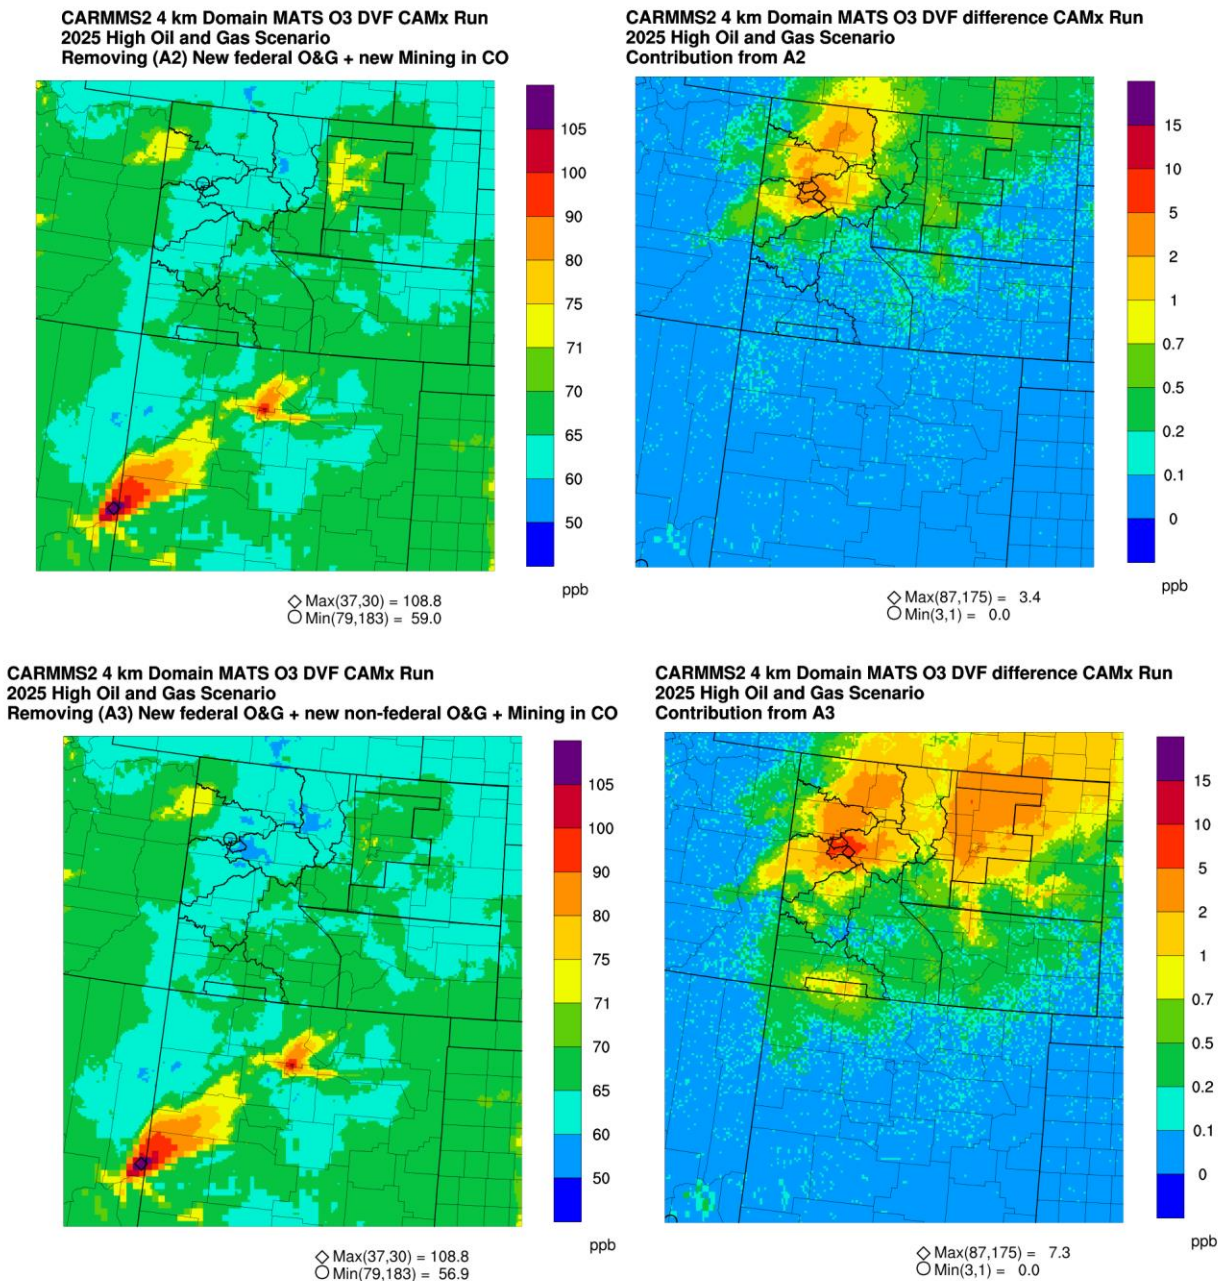 CARMMS2 4 km Domain MATS O3 DVF CAMx Run
2025 High Oil and Gas Scenario
Removing (A2) New federal O&G + new Mining in CO
105
100
90
80
75
71
70
65
60
50
ppb
Max(37,30) = 108.8
Min(79,183) = 59.0
CARMMS2 4 km Domain MATS O3 DVF difference CAMx Run
2025 High Oil and Gas Scenario
Contribution from A2
15
10
5
2
1
0.7
0.5
0.2
0.1
0
ppb
Max(87,175) = 3.4
Min(3,1) = 0.0
CARMMS2 4 km Domain MATS O3 DVF CAMx Run
2025 High Oil and Gas Scenario
Removing (A3) New federal O&G + new non-federal O&G + Mining in CO
105
100
90
80
75
71
70
65
60
50
ppb
Max(37,30) = 108.8
Min(79,183) = 56.9
CARMMS2 4 km Domain MATS O3 DVF difference CAMx Run
2025 High Oil and Gas Scenario
Contribution from A3
15
10
5
2
1
0.7
0.5
0.2
0.1
0
ppb
Max(87,175) = 7.3
Min(3,1) = 0.0